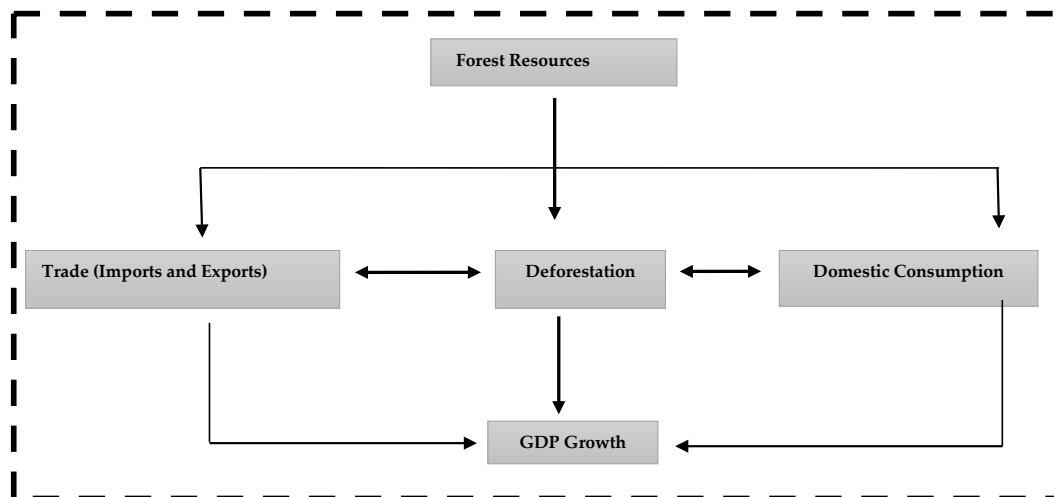 Forest Resources
Trade (Imports and Exports)
Deforestation
Domestic Consumption
GDP Growth